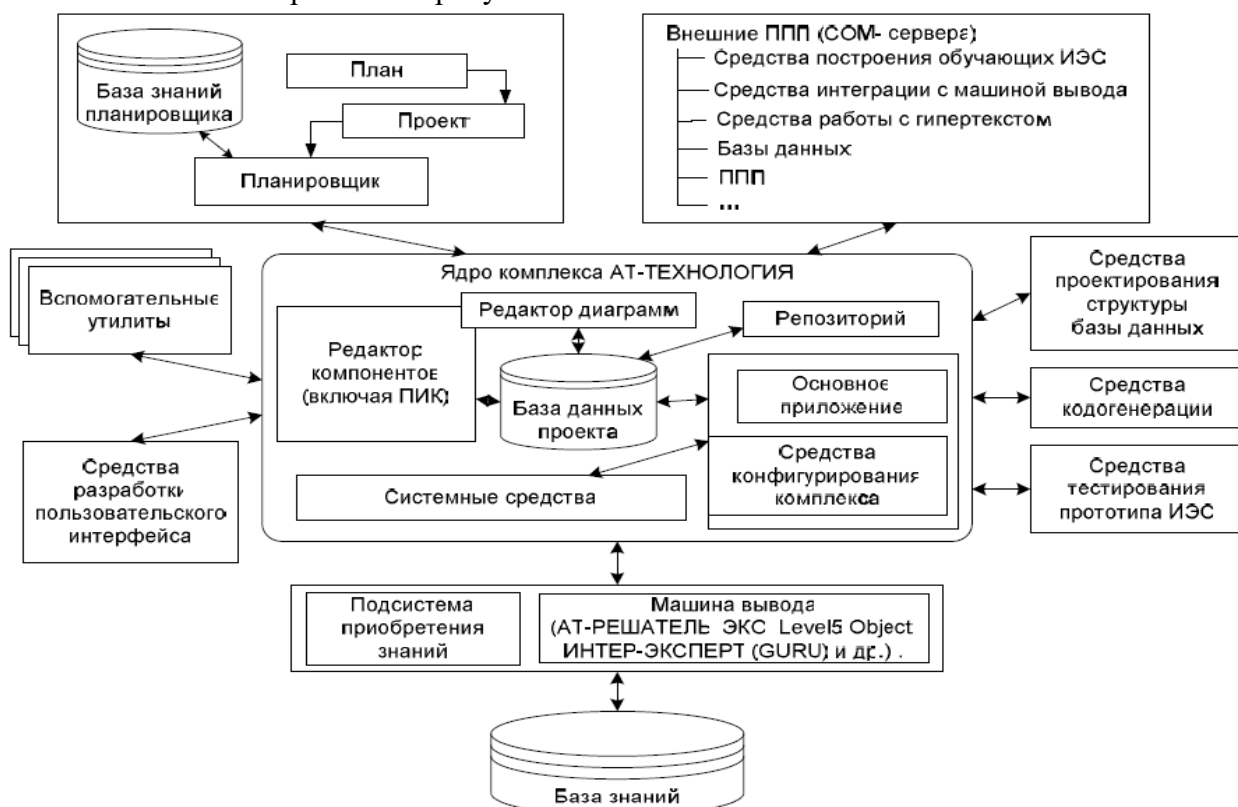 База знаний
планировщика
План
Проект
Планировщик
Внешние ППП (COM- сервера)
Средства построения обучающих ИЭС
Средства интеграции с машиной вывода
Средства работы с гипертекстом
Базы данных
ППП
...
Вспомогательные
утилиты
Средства
разработки
пользовательского
интерфейса
Ядро комплекса АТ-ТЕХНОЛОГИЯ
Редактор диаграмм
Репозиторий
Редактор
компонентов
(включая ПИК)
База данных
проекта
Основное
приложение
Средства
конфигурирования
комплекса
Системные средства
Средства
проектирования
структуры
базы данных
Средства
кодогенерации
Средства
тестирования
прототипа ИЭС
Подсистема
приобретения
знаний
Машина вывода
(АТ-РЕШАТЕЛЬ ЭКО Level5 Object
ИНТЕР-ЭКСПЕРТ (GURU) и др.) .
База знаний